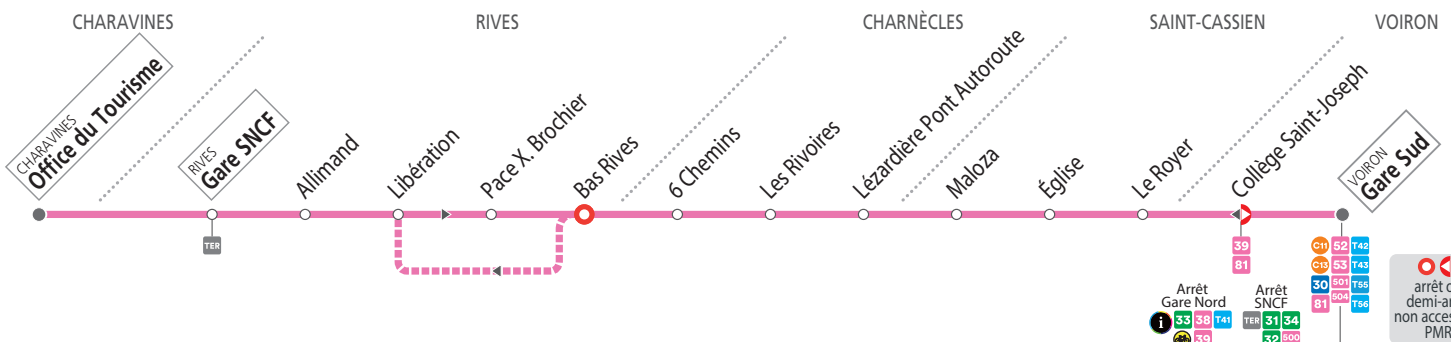 CHARAVINES
RIVES
CHARNÈCLES
SAINT-CASSIEN
VOIRON
CHARAVINES
Office du Tourisme
RIVES
Gare SNCF
Allimand
Libération
Pace X. Brochier
Bas Rives
6 Chemins
Les Rivoires
Lézardière Pont Autoroute
Maloza
Église
Le Royer
Collège Saint-Joseph
VOIRON
Gare Sud
TER
39
81
C11 52 T42
C13 53 T43
30 501 T55
81 504 T56
Arrêt
Gare Nord
i 33 38 T41
39
Arrêt
SNCF
TER 31 34
32 500
arrêt
demi-ar
non acces
PMR